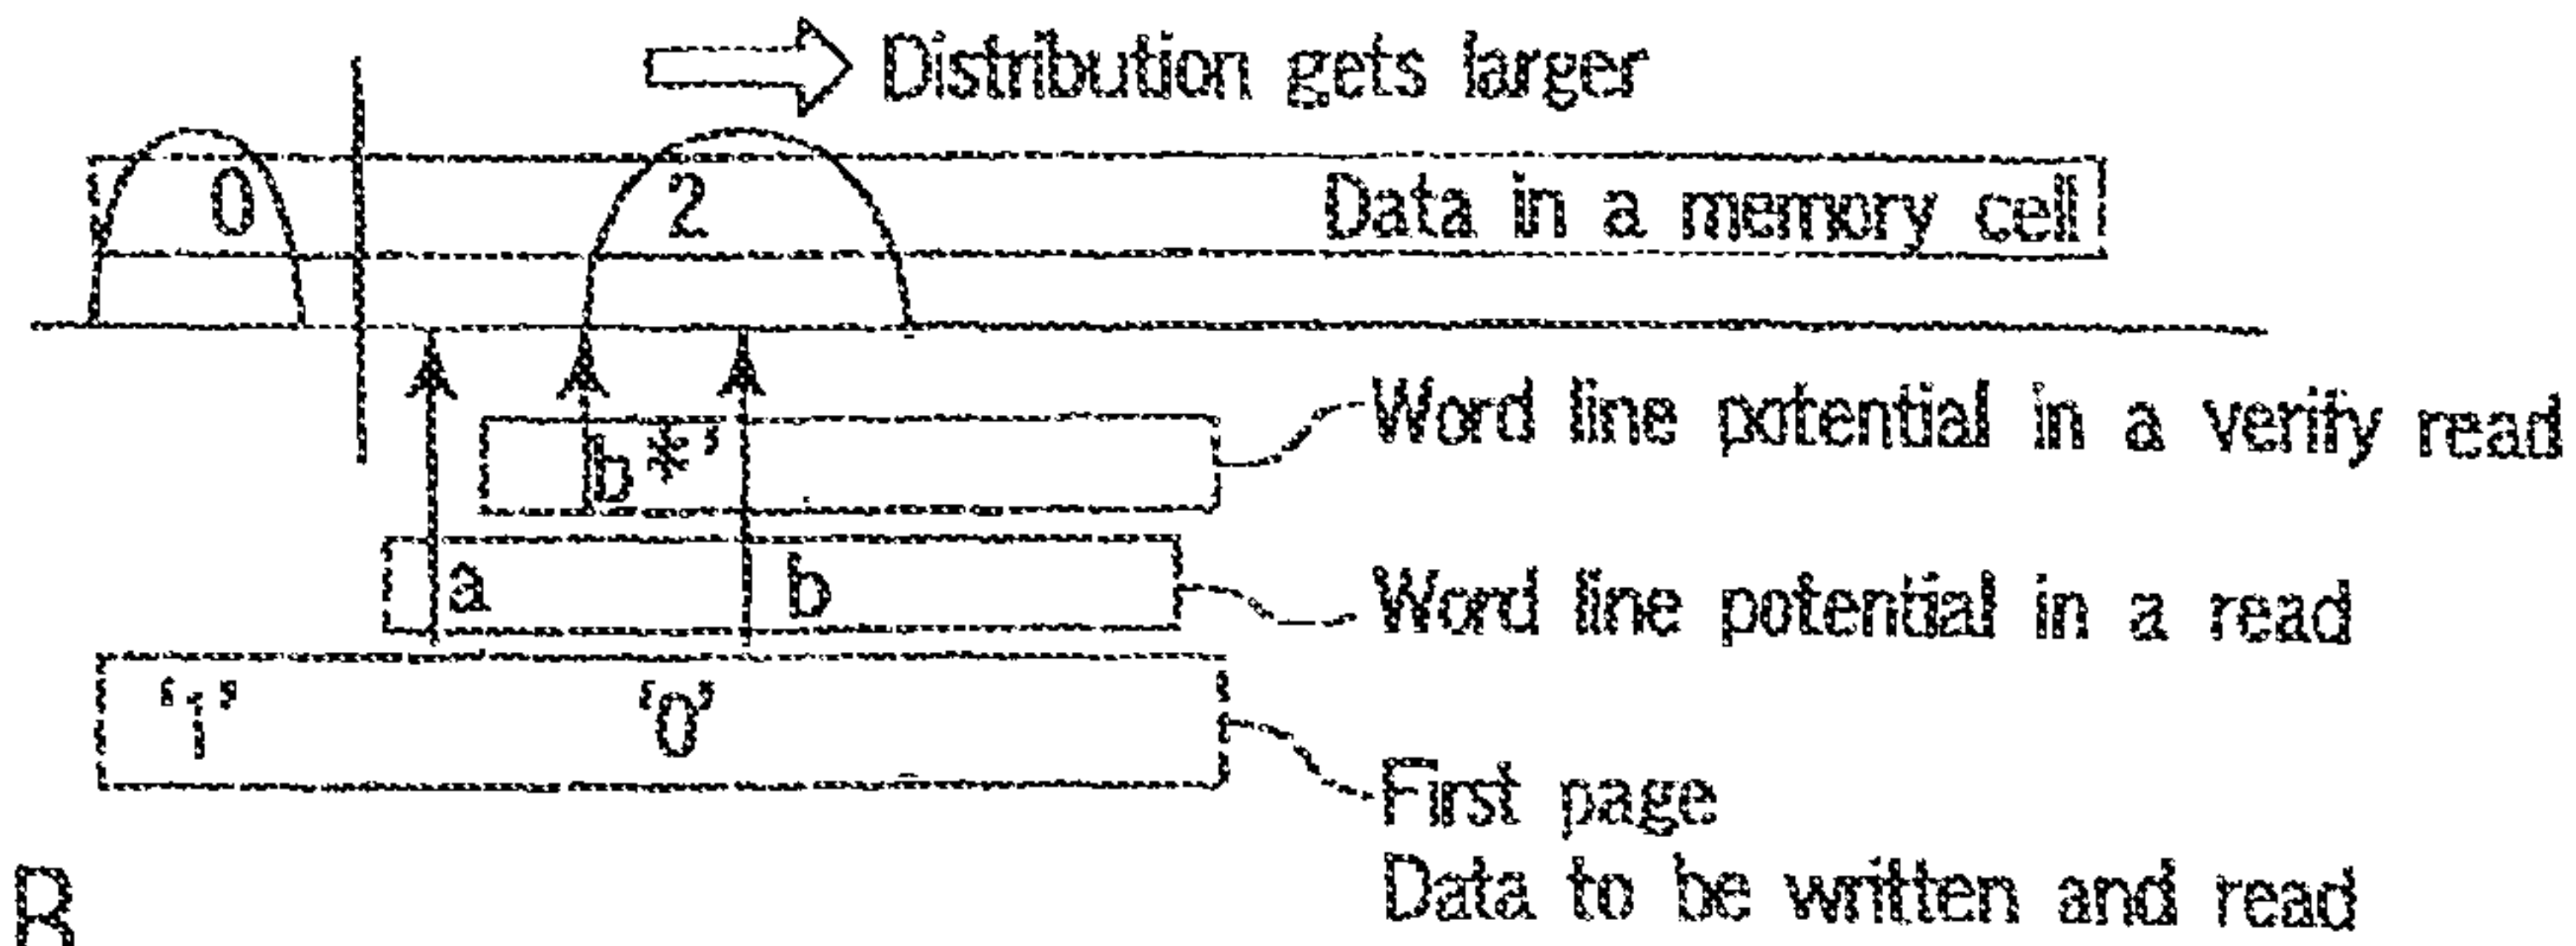 Distribution gets larger
0 2 Data in a memory cell
b*’ Word line potential in a verify read
a b Word line potential in a read
‘1’ ‘0’
First page
Data to be written and read
B